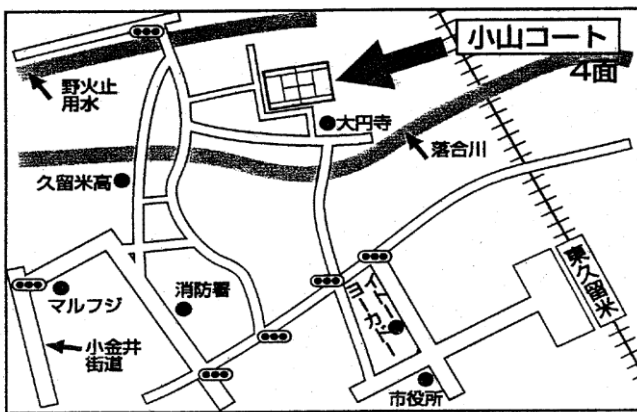 小山コート
4面
野火止
用水
大円寺
落合川
久留米高
東久留米
マルフジ
消防署
イトー
ヨーカドー
小金井
街道
市役所